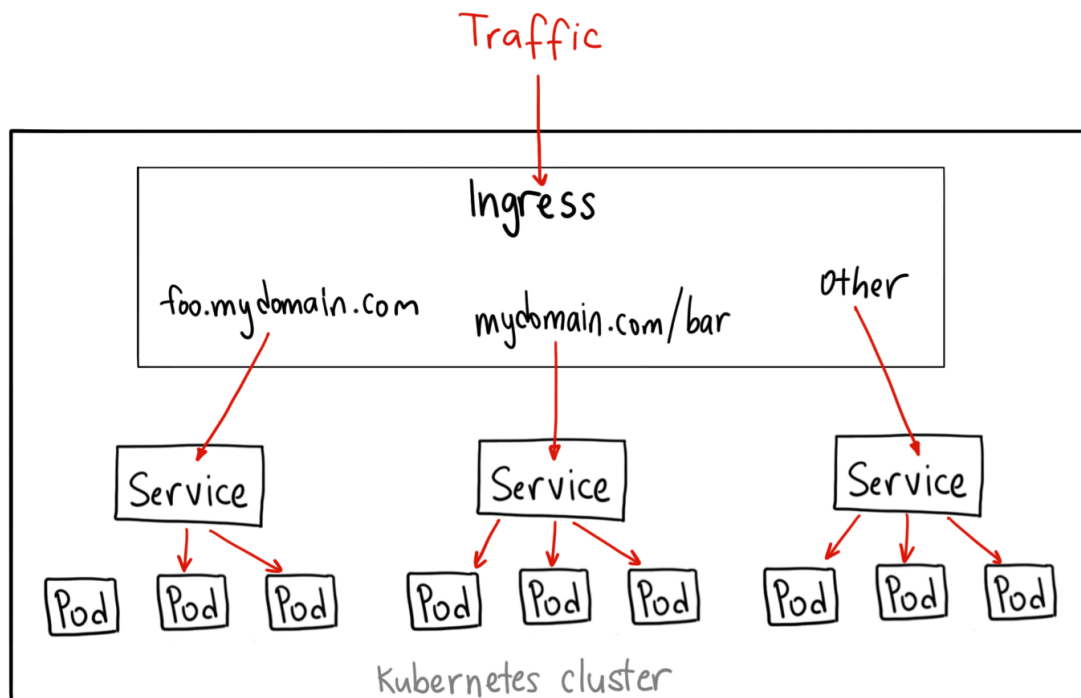 Traffic
Ingress
foo.mydomain.com
mydomain.com/bar
Other
Service
Service
Service
Pod
Pod
Pod
Pod
Pod
Pod
Pod
Pod
Pod
Kubernetes cluster